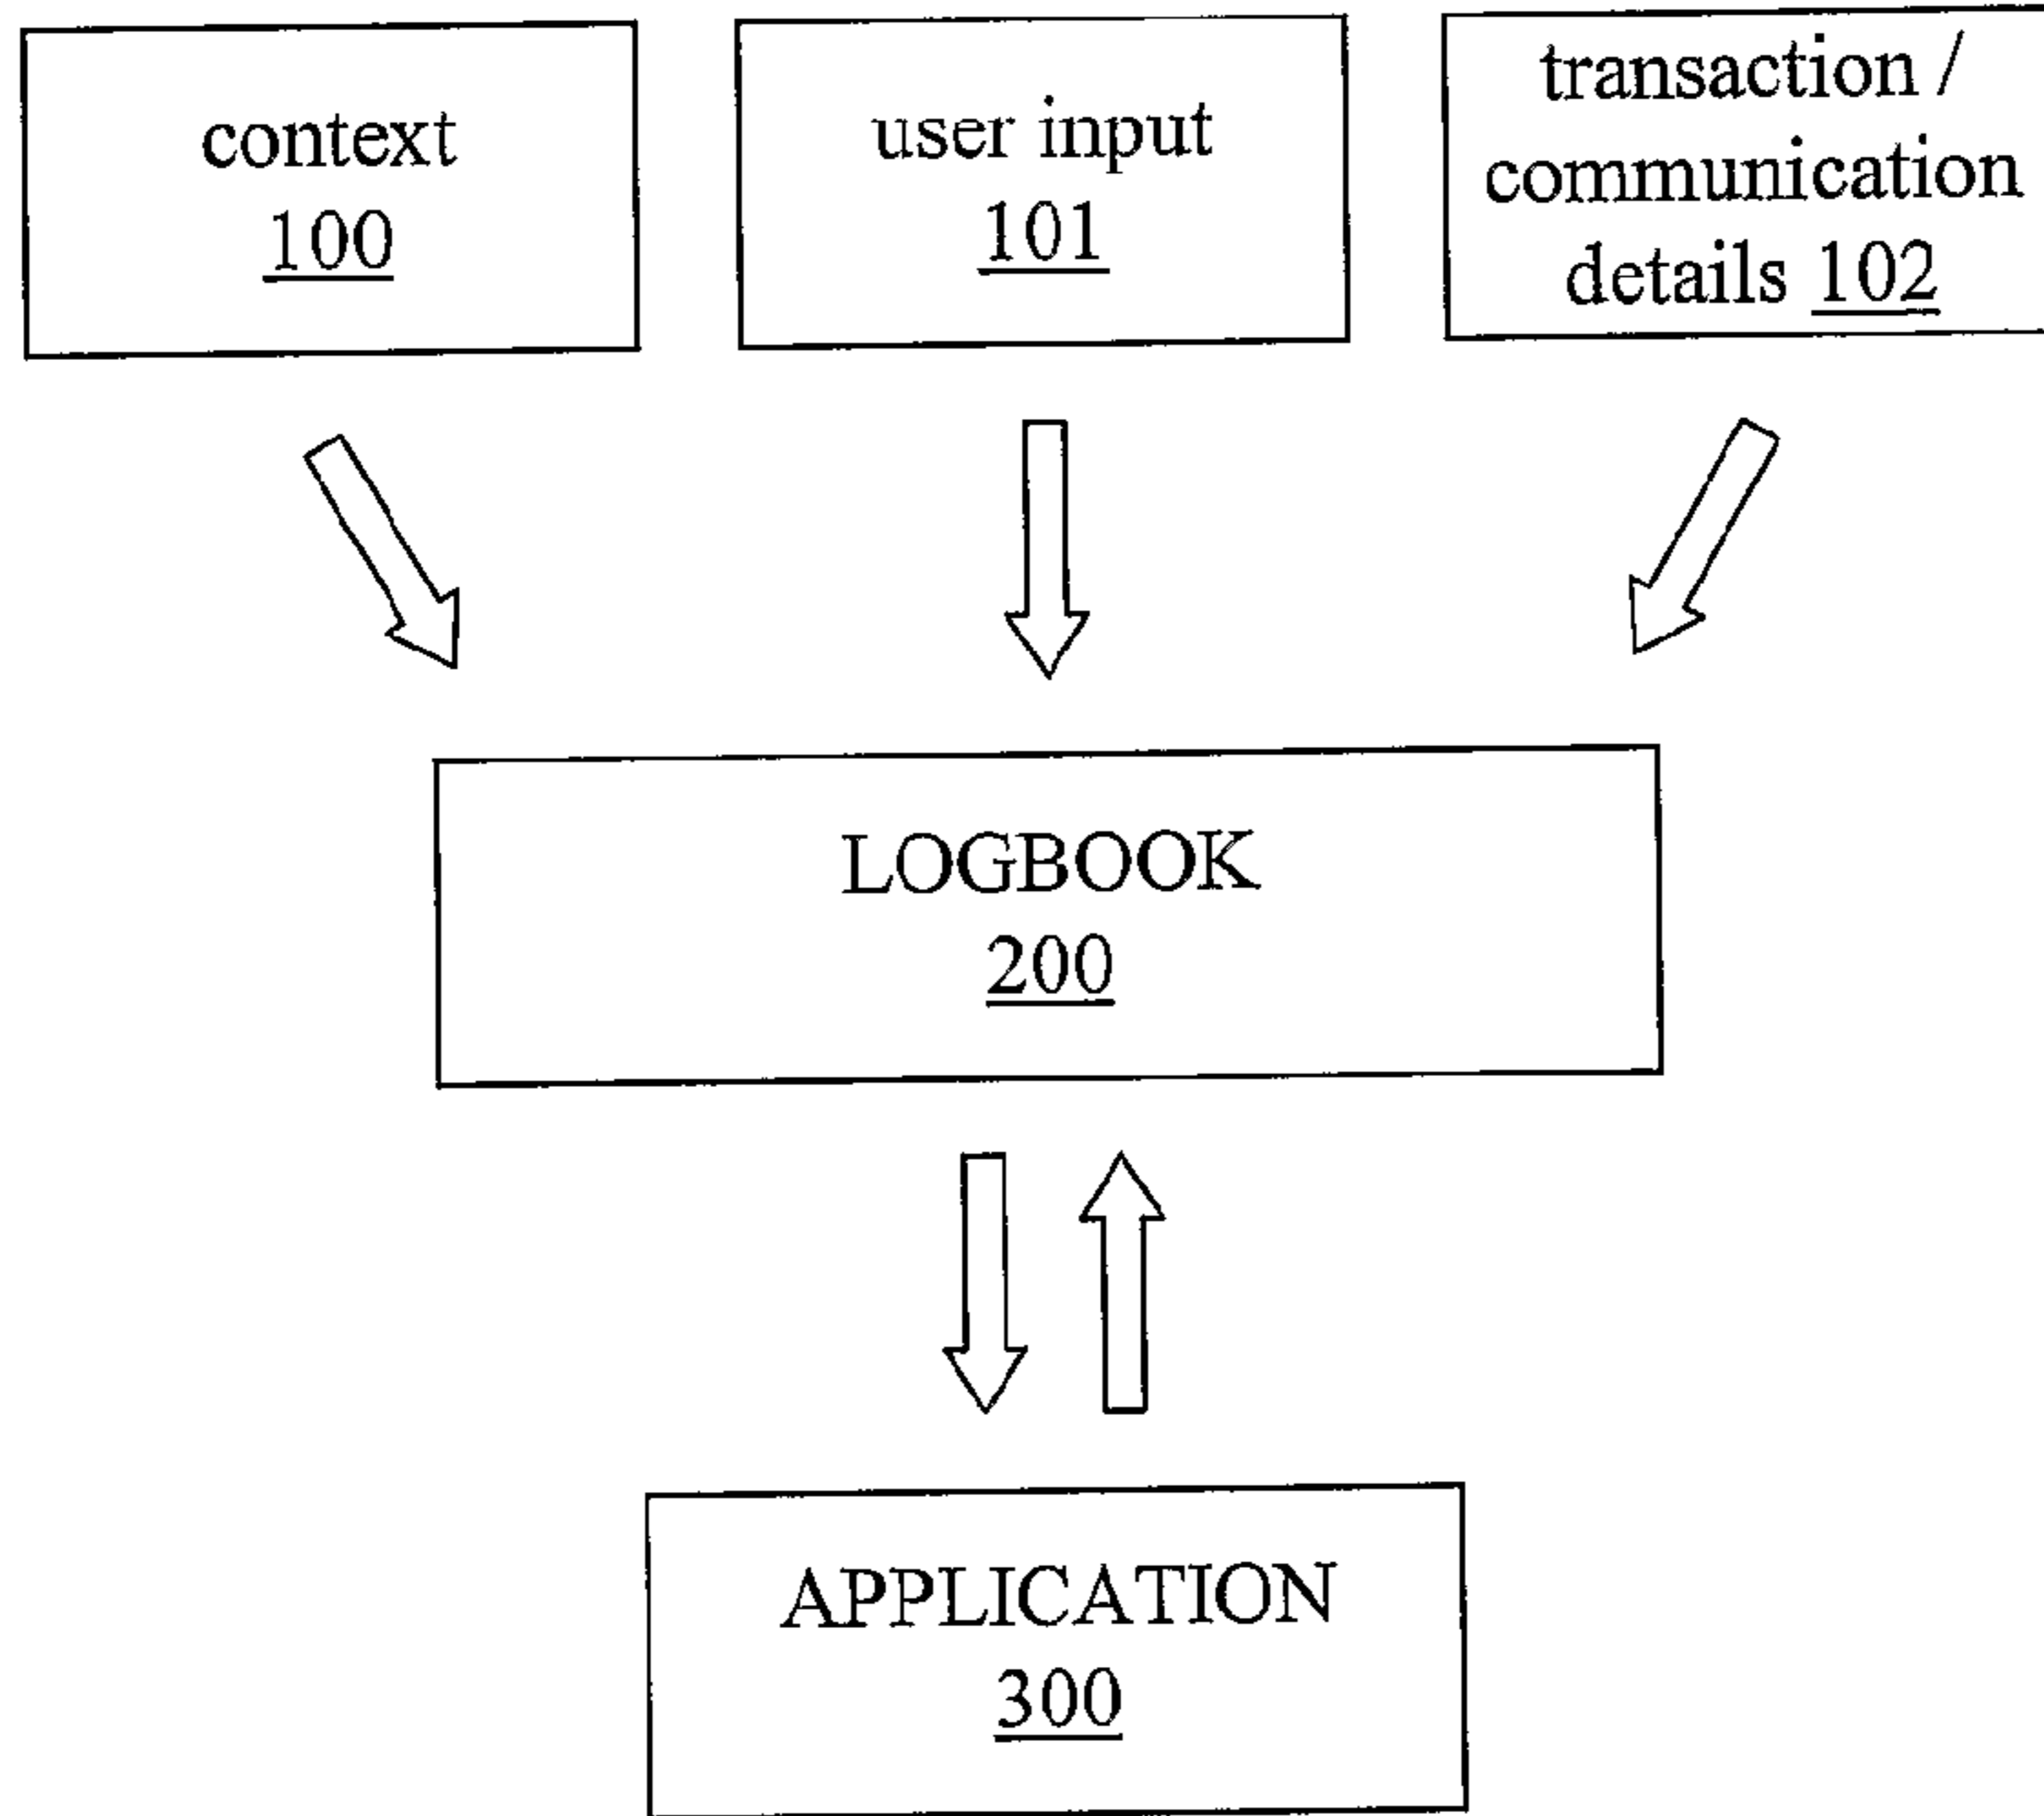 context
100
user input
101
transaction /
communication
details 102
LOGBOOK
200
APPLICATION
300